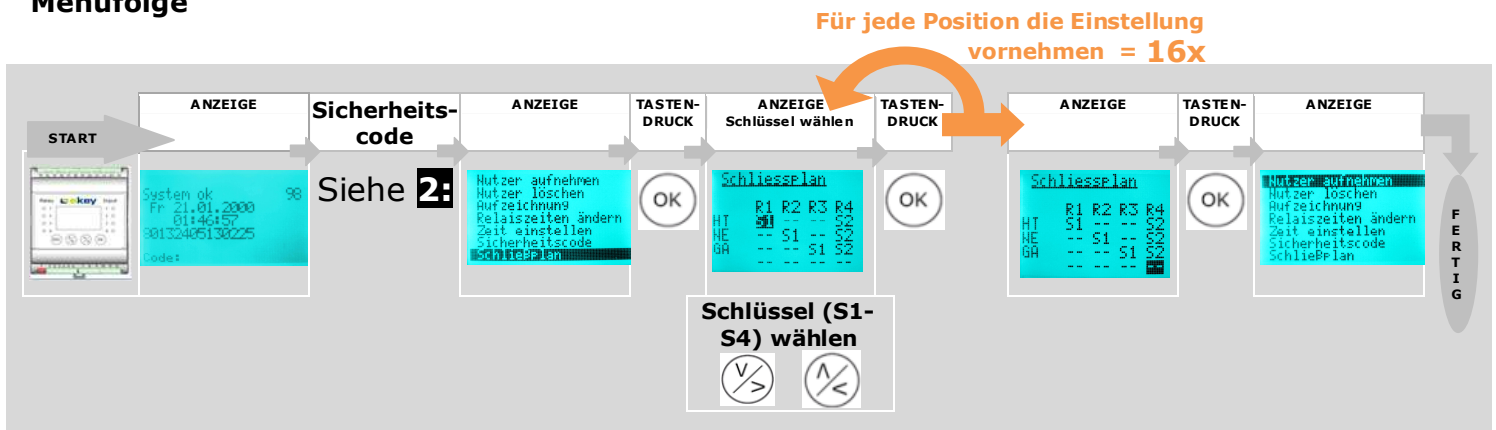 Menüfolge
Für jede Position die Einstellung
vornehmen = 16x
START
ekey
ANZEIGE
System ok 98
Fr 21.01.2000
01:46:57
80132405130225
Code:
Sicherheits-
code
Siehe 2:
ANZEIGE
Nutzer aufnehmen
Nutzer löschen
Aufzeichnung
Relaiszeiten ändern
Zeit einstellen
Sicherheitscode
Schließplan
TASTEN-
DRUCK
OK
ANZEIGE
Schlüssel wählen
Schliessplan
R1 R2 R3 R4
HT S1 -- -- S2
NE -- S1 -- S2
GA -- -- S1 S2
-- -- -- --
Schlüssel (S1-
S4) wählen
V/>
Λ/<
TASTEN-
DRUCK
OK
ANZEIGE
Schliessplan
R1 R2 R3 R4
HT S1 -- -- S2
NE -- S1 -- S2
GA -- -- S1 S2
-- -- -- --
TASTEN-
DRUCK
OK
ANZEIGE
Nutzer aufnehmen
Nutzer löschen
Aufzeichnung
Relaiszeiten ändern
Zeit einstellen
Sicherheitscode
Schließplan
FERTIG